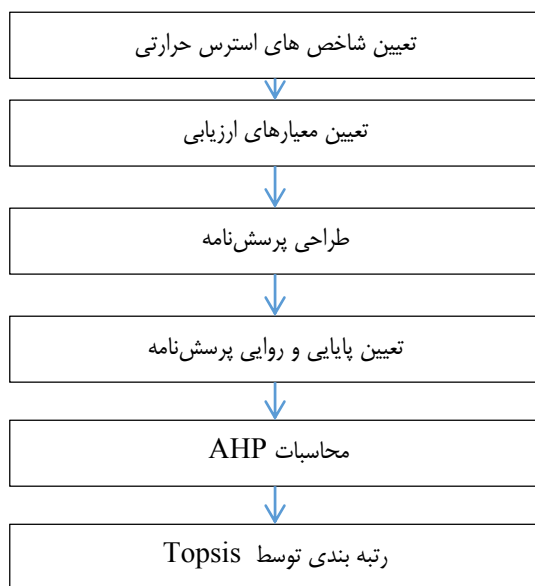 تعیین شاخص های استرس حرارتی
تعیین معیارهای ارزیابی
طراحی پرسش‌نامه
تعیین پایایی و روایی پرسش‌نامه
محاسبات AHP
رتبه بندی توسط Topsis